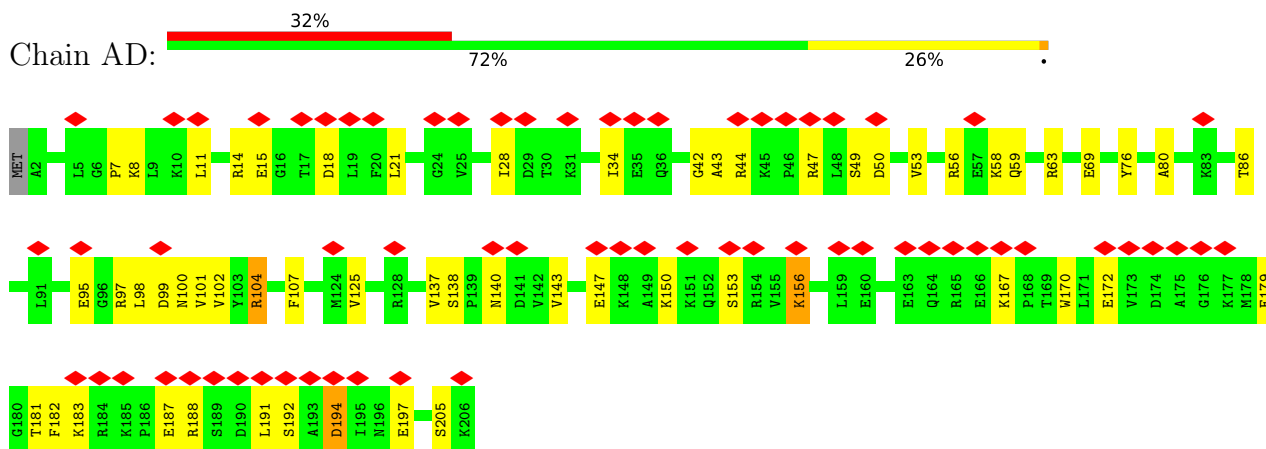 32%
Chain AD:
72% 26% •
MET A2 L5 G6 P7 K8 L9 K10 L11 R14 E15 G16 T17 D18 L19 F20 L21 G24 V25 I28 D29 T30 K31 I34 E35 Q36 G42 A43 R44 K45 P46 R47 L48 S49 D50 V53 R56 E57 K58 Q59 R63 E69 Y76 A80 K83 T86
L91 E95 G96 R97 L98 D99 N100 V101 V102 Y103 R104 F107 M124 V125 R128 V137 S138 P139 N140 D141 V142 V143 E147 K148 A149 K150 K151 Q152 S153 R154 V155 K156 L159 E160 E163 Q164 R165 E166 K167 P168 T169 W170 L171 E172 V173 D174 A175 G176 K177 M178 E179
G180 T181 F182 K183 R184 K185 P186 E187 R188 S189 D190 L191 S192 A193 D194 I195 N196 E197 S205 K206